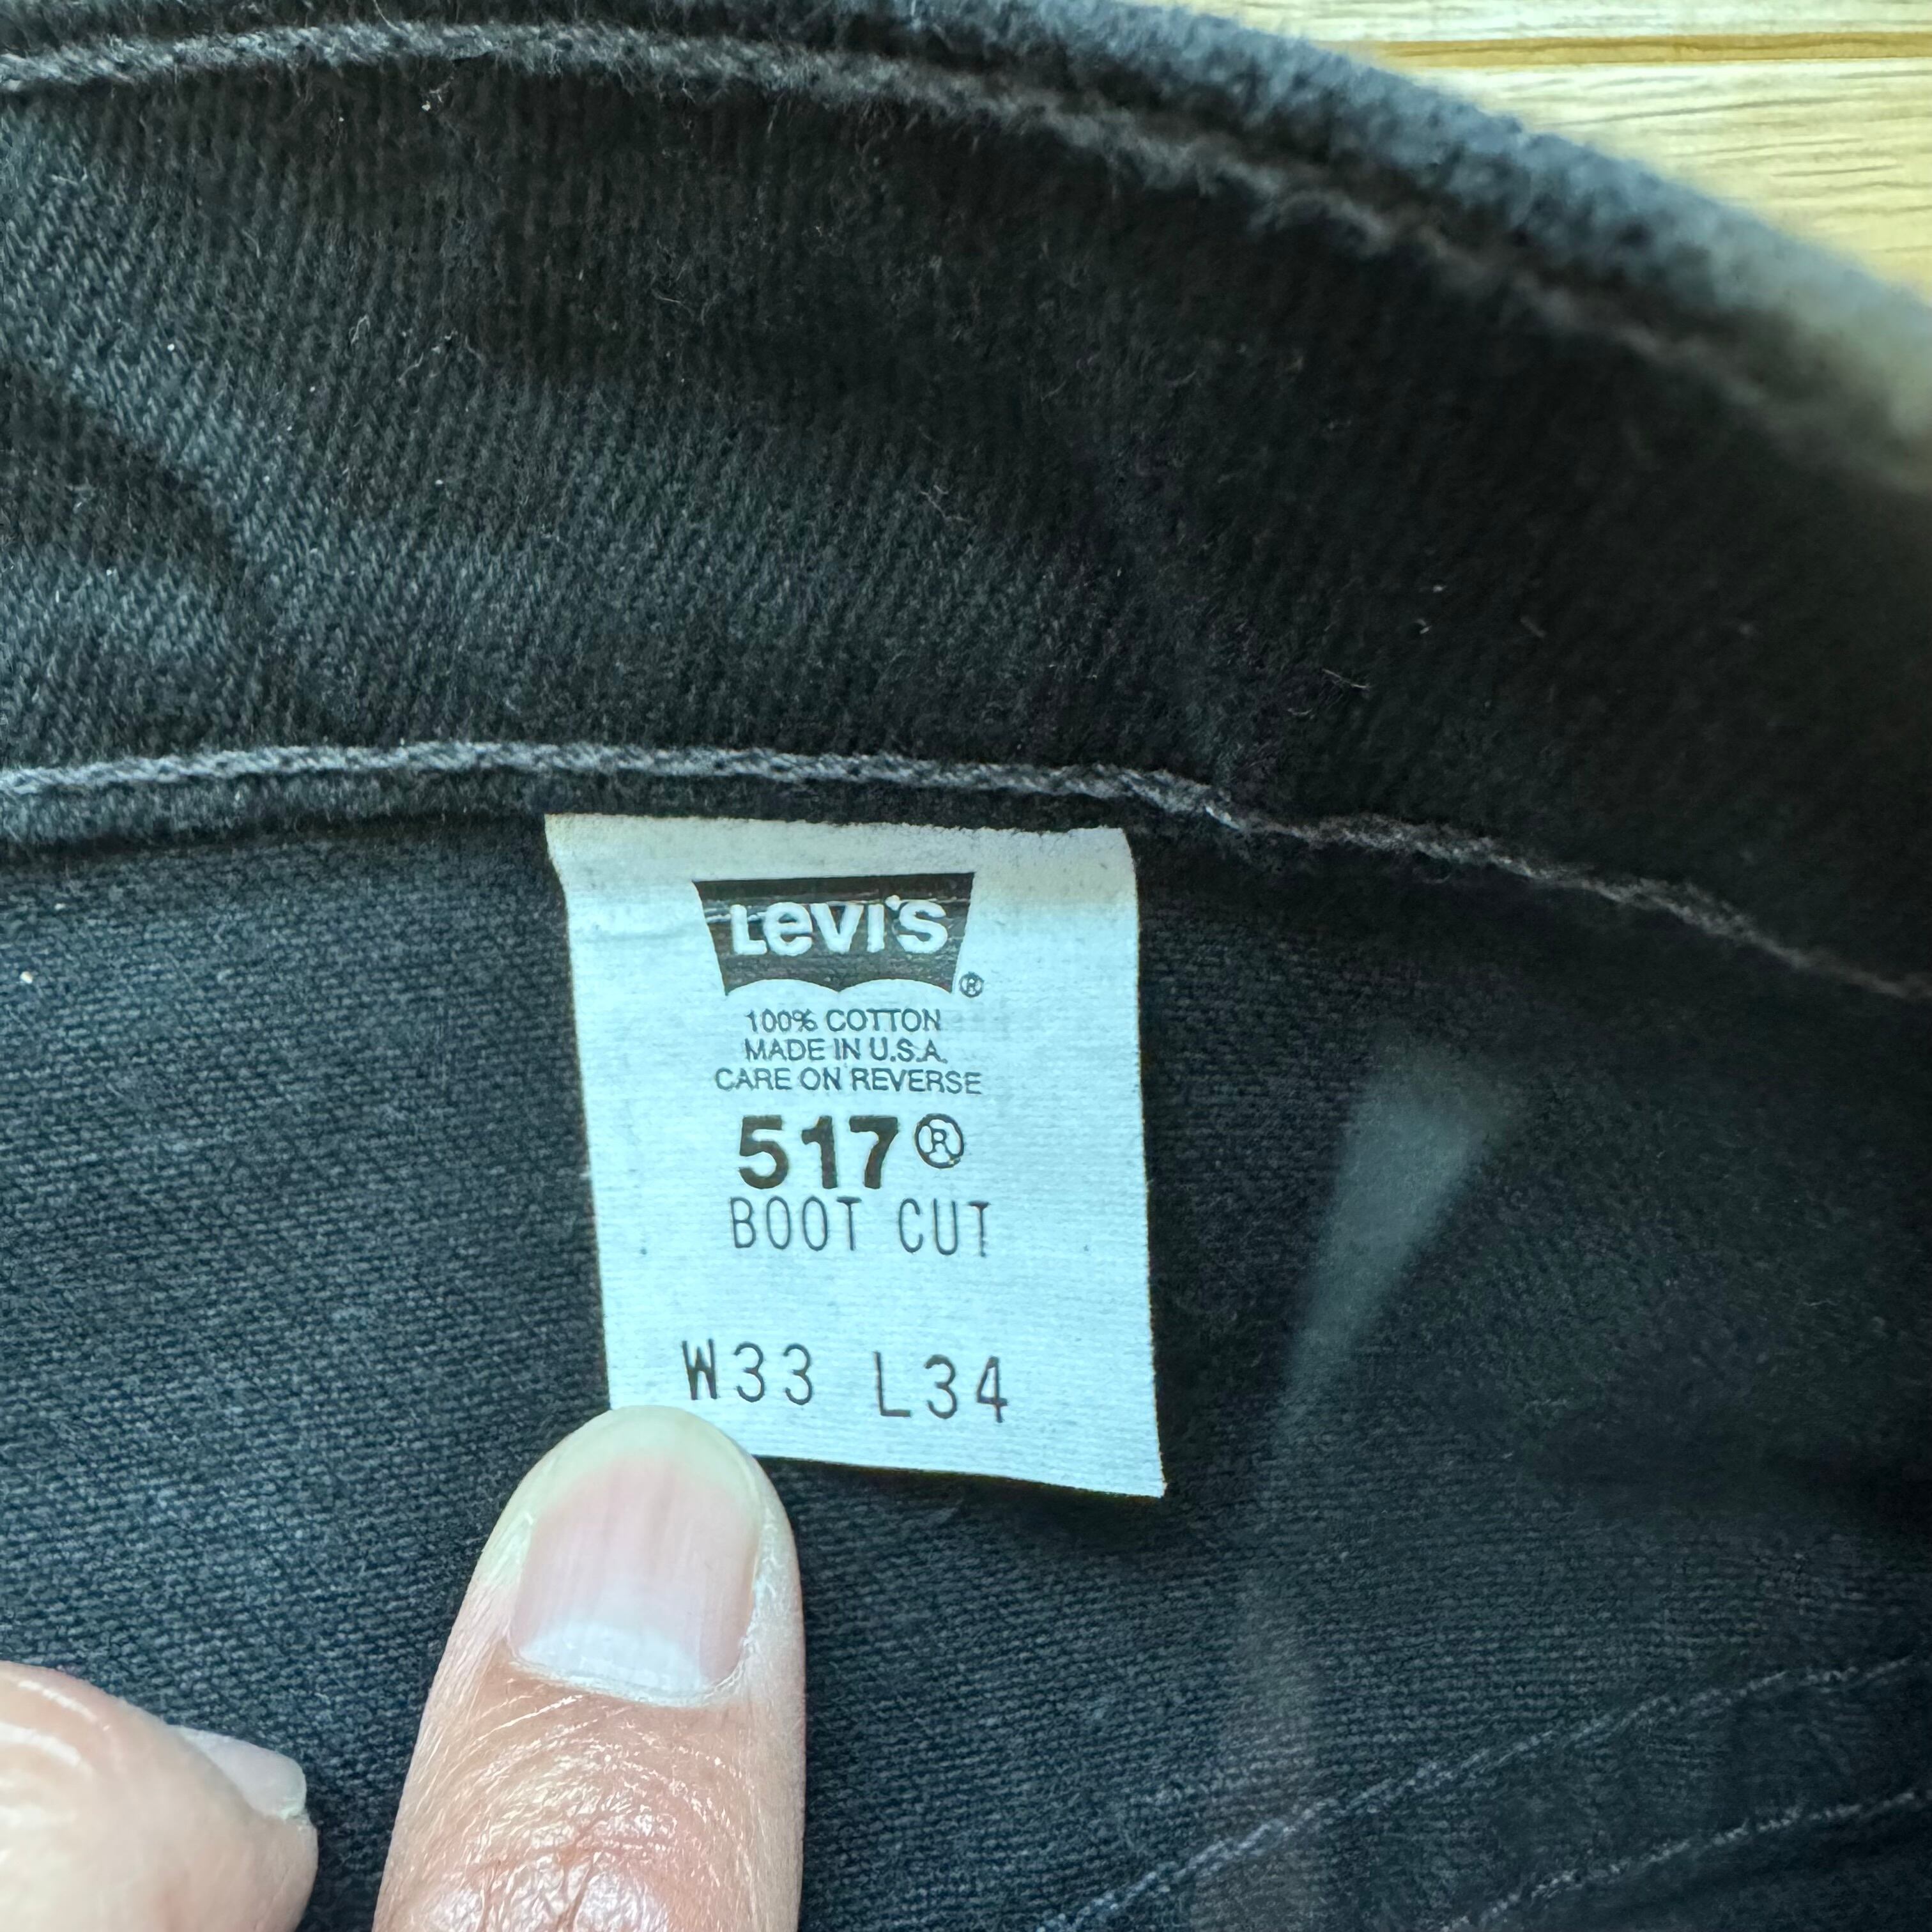 Levi's ®
100% COTTON
MADE IN U.S.A.
CARE ON REVERSE
517®
BOOT CUT
W33 L34